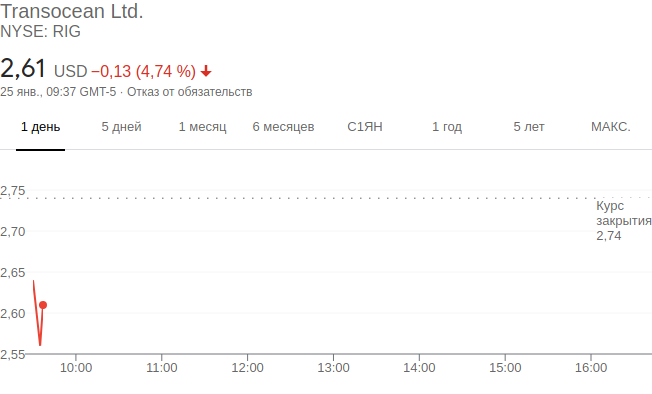 Transocean Ltd.
NYSE: RIG
2,61 USD −0,13 (4,74 %)
25 янв., 09:37 GMT-5 · Отказ от обязательств
1 день 5 дней 1 месяц 6 месяцев С1ЯН 1 год 5 лет МАКС.
2,75
Курс
закрытия
2,74
2,70
2,65
2,60
2,55
10:00 11:00 12:00 13:00 14:00 15:00 16:00